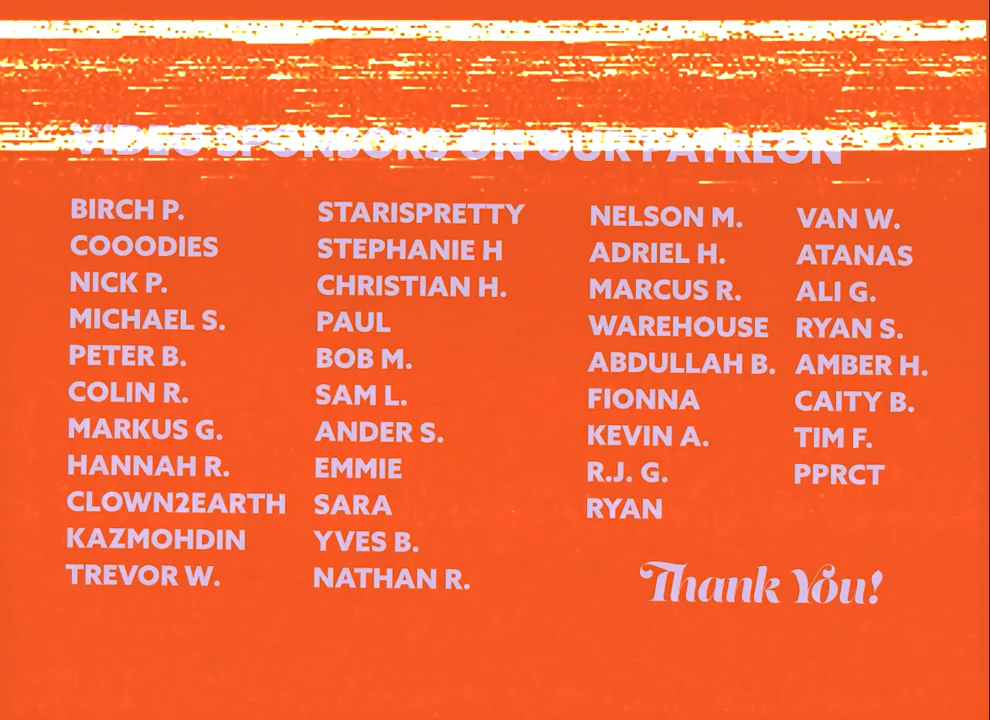 VIDEO SPONSORS ON OUR PATREON
BIRCH P.
COOODIES
NICK P.
MICHAEL S.
PETER B.
COLIN R.
MARKUS G.
HANNAH R.
CLOWN2EARTH
KAZMOHDIN
TREVOR W.
STARISPRETTY
STEPHANIE H
CHRISTIAN H.
PAUL
BOB M.
SAM L.
ANDER S.
EMMIE
SARA
YVES B.
NATHAN R.
NELSON M.
ADRIEL H.
MARCUS R.
WAREHOUSE
ABDULLAH B.
FIONNA
KEVIN A.
R.J. G.
RYAN
VAN W.
ATANAS
ALI G.
RYAN S.
AMBER H.
CAITY B.
TIM F.
PPRCT
Thank You!